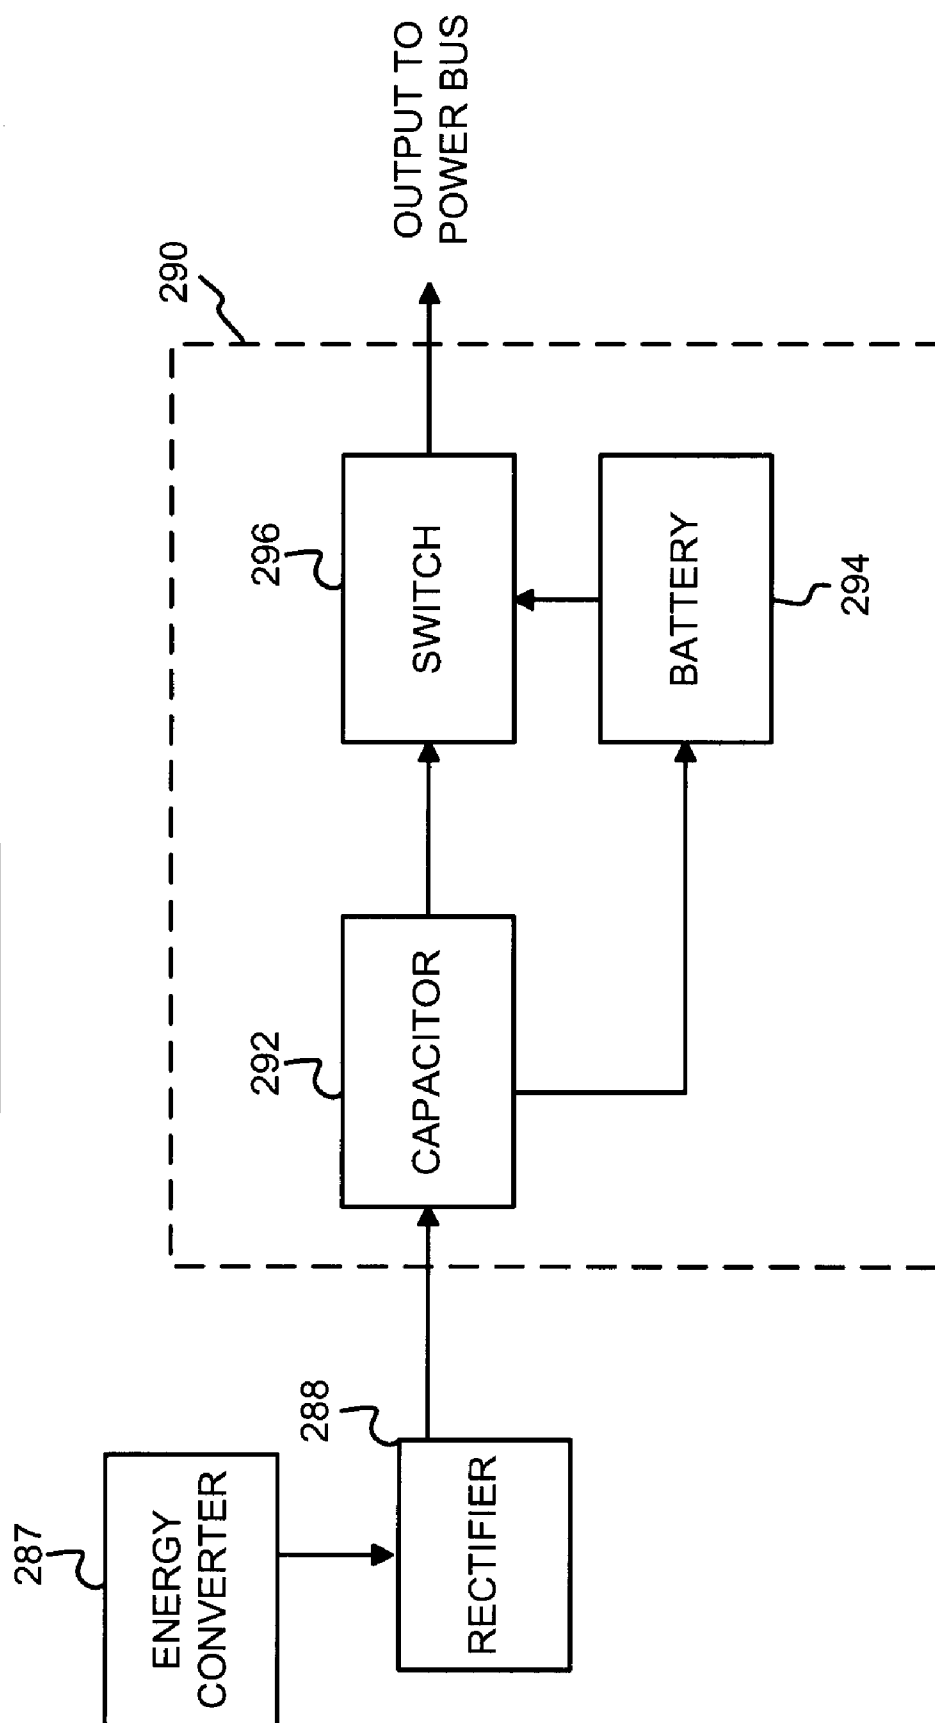 287
ENERGY
CONVERTER
288
RECTIFIER
290
292
CAPACITOR
296
SWITCH
BATTERY
294
OUTPUT TO
POWER BUS